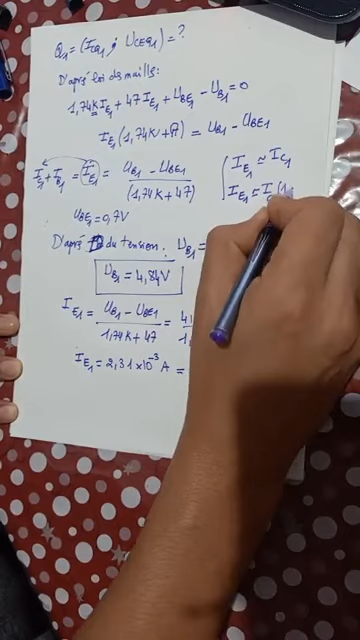 Q₁ = (I_CQ1 ; U_CEQ1) = ?
D'après loi des mailles:
1,74K I_E1 + 47 I_E1 + U_BE1 - U_B1 = 0
I_E1 (1,74K + 47) = U_B1 - U_BE1
I_E1 = (U_B1 - U_BE1) / (1,74K + 47)
I_E1 ≃ I_C1
U_BE1 = 0,7V
D'après du tension: U_B1 =
U_B1 = 4,84V
I_E1 = (U_B1 - U_BE1) / (1,74K + 47) =
I_E1 = 2,31 × 10⁻³ A =